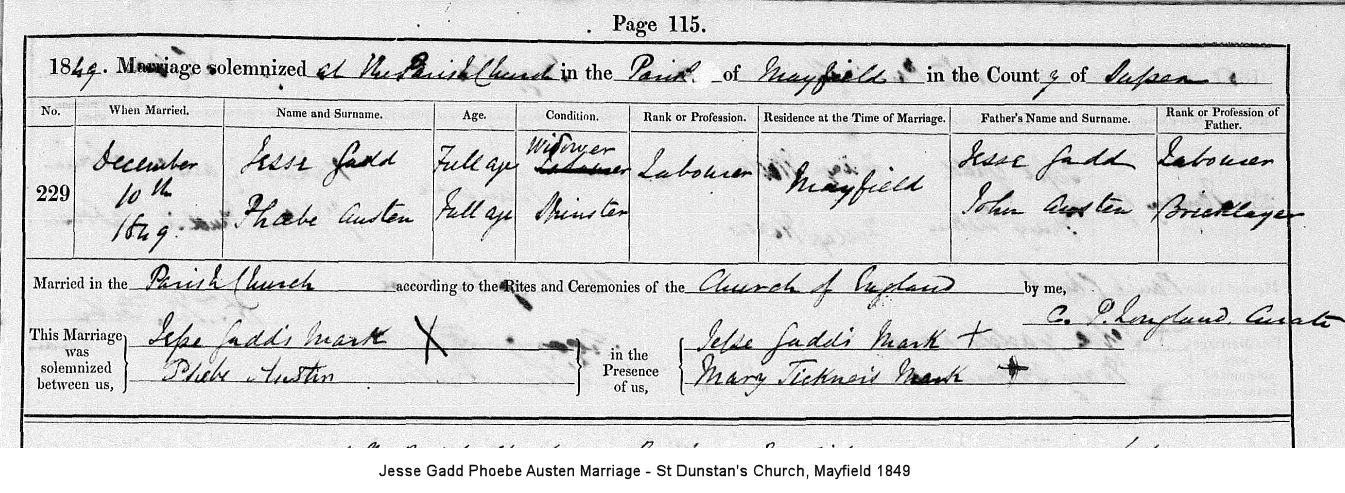 Page 115.
1849. Marriage solemnized at the Parish Church in the Parish of Mayfield in the County of Sussex
No. When Married. Name and Surname. Age. Condition. Rank or Profession. Residence at the Time of Marriage. Father's Name and Surname. Rank or Profession of Father.
229 December 10th 1849 Jesse Gadd Full age Widower Labourer Labourer Mayfield Jesse Gadd Labourer
Phœbe Austen Full age Spinster John Austen Bricklayer
Married in the Parish Church according to the Rites and Ceremonies of the Church of England by me,
C. P. Longland. Curate
This Marriage was solemnized between us, Jesse Gadd's Mark X in the Presence of us, Jesse Gadd's Mark +
Phebe Austin Mary Tickner's Mark +
Jesse Gadd Phoebe Austen Marriage - St Dunstan's Church, Mayfield 1849